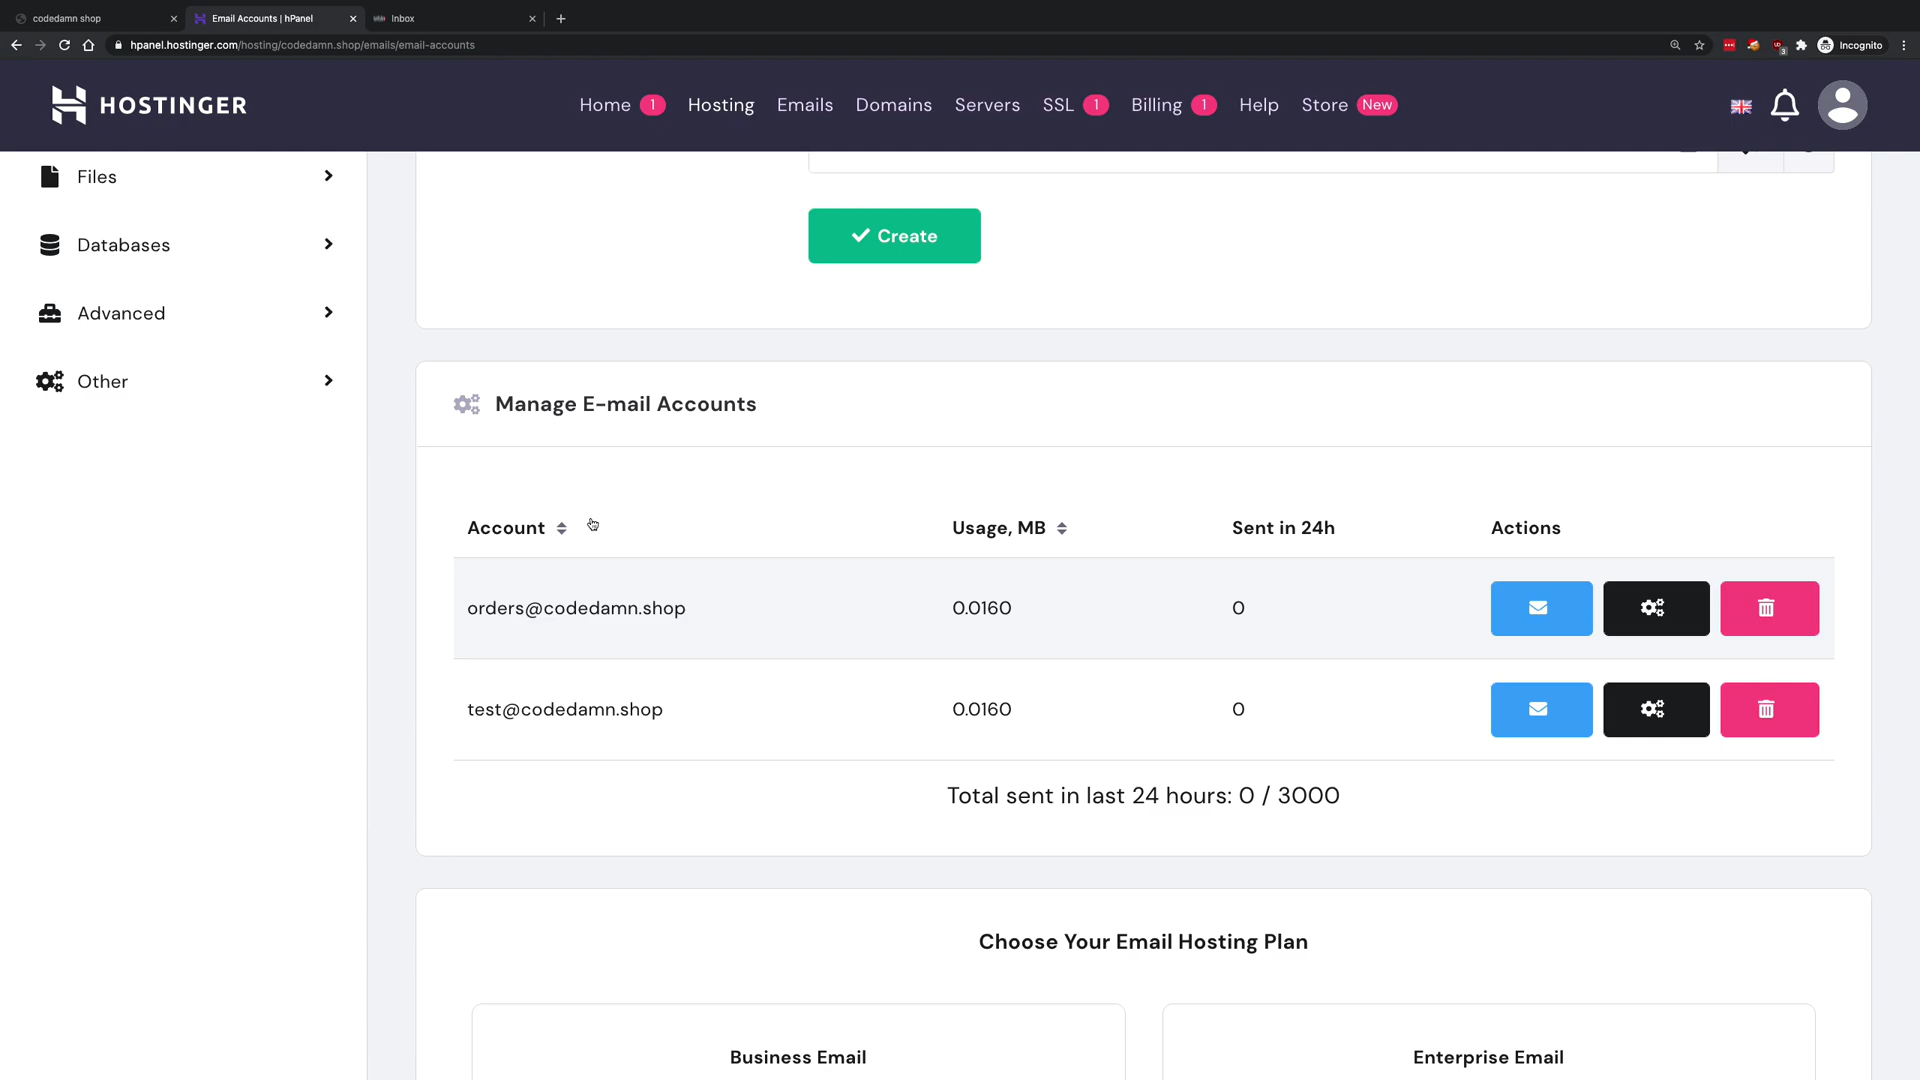 codedamn shop
Email Accounts | hPanel
Inbox
hpanel.hostinger.com/hosting/codedamn.shop/emails/email-accounts
Incognito
HOSTINGER
Home 1 Hosting Emails Domains Servers SSL 1 Billing 1 Help Store New
Files
Databases
Advanced
Other
Create
Manage E-mail Accounts
Account Usage, MB Sent in 24h Actions
orders@codedamn.shop 0.0160 0
test@codedamn.shop 0.0160 0
Total sent in last 24 hours: 0 / 3000
Choose Your Email Hosting Plan
Business Email Enterprise Email